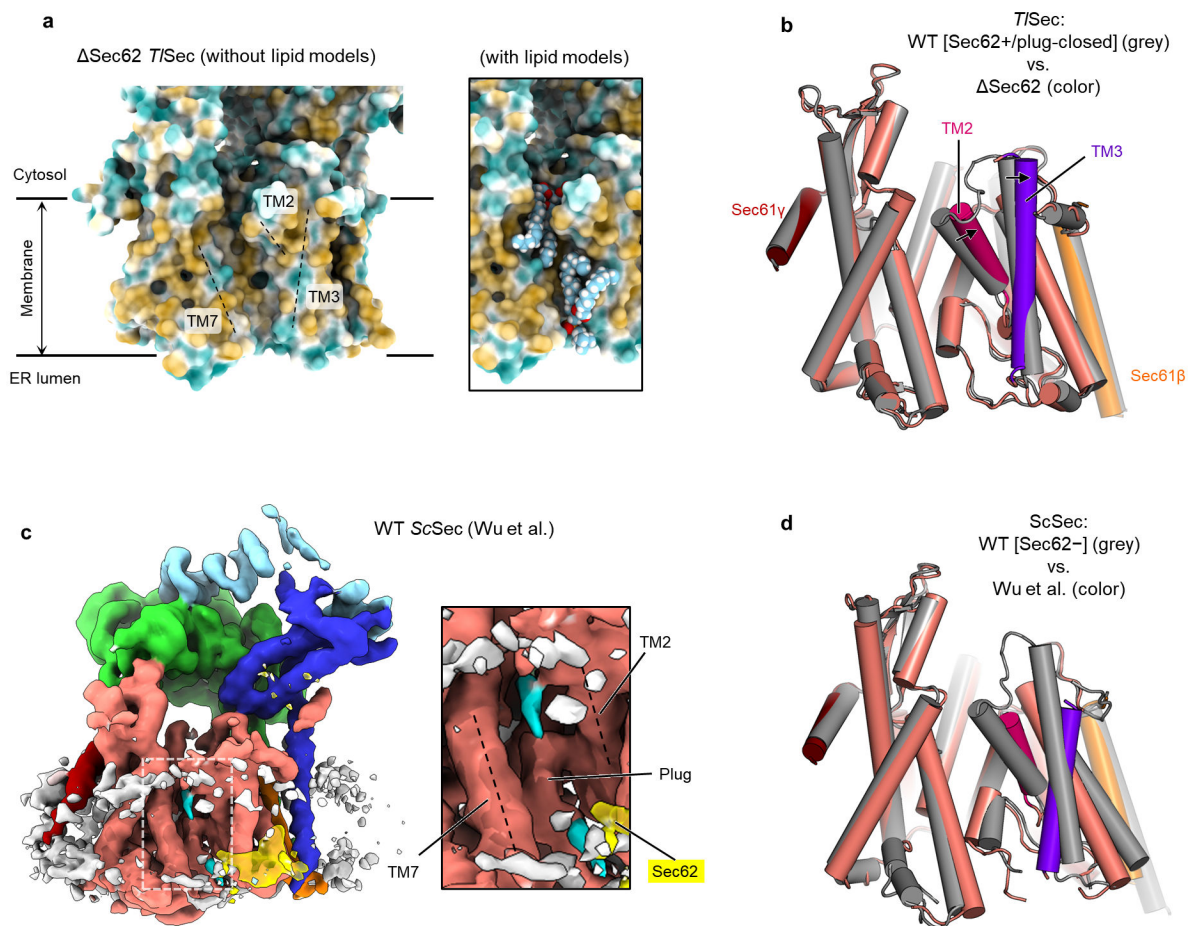 a
ΔSec62 TlSec (without lipid models)
(with lipid models)
Cytosol
Membrane
ER lumen
TM2
TM7
TM3
b
TlSec:
WT [Sec62+/plug-closed] (grey)
vs.
ΔSec62 (color)
TM2
TM3
Sec61γ
Sec61β
c
WT ScSec (Wu et al.)
TM2
Plug
TM7
Sec62
d
ScSec:
WT [Sec62−] (grey)
vs.
Wu et al. (color)